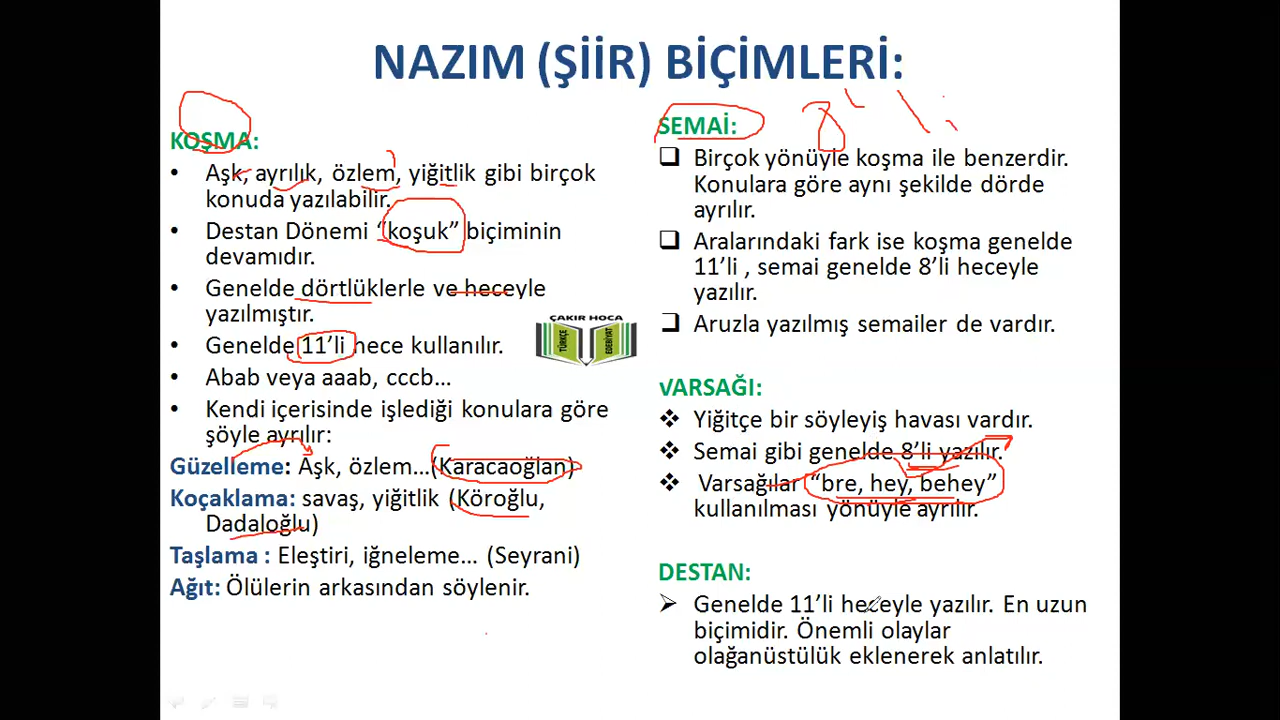 NAZIM (ŞİİR) BİÇİMLERİ:
KOŞMA:
• Aşk, ayrılık, özlem, yiğitlik gibi birçok
konuda yazılabilir.
• Destan Dönemi “koşuk” biçiminin
devamıdır.
• Genelde dörtlüklerle ve heceyle
yazılmıştır.
• Genelde 11’li hece kullanılır.
• Abab veya aaab, cccb…
• Kendi içerisinde işlediği konulara göre
şöyle ayrılır:
Güzelleme: Aşk, özlem…(Karacaoğlan)
Koçaklama: savaş, yiğitlik (Köroğlu,
Dadaloğlu)
Taşlama : Eleştiri, iğneleme… (Seyrani)
Ağıt: Ölülerin arkasından söylenir.
ÇAKIR HOCA
TÜRKÇE
EDEBİYAT
SEMAİ:
8' li
❑ Birçok yönüyle koşma ile benzerdir.
Konulara göre aynı şekilde dörde
ayrılır.
❑ Aralarındaki fark ise koşma genelde
11’li , semai genelde 8’li heceyle
yazılır.
❑ Aruzla yazılmış semailer de vardır.
VARSAĞI:
❖ Yiğitçe bir söyleyiş havası vardır.
❖ Semai gibi genelde 8’li yazılır.
❖ Varsağılar “bre, hey, behey”
kullanılması yönüyle ayrılır.
DESTAN:
➢ Genelde 11’li heceyle yazılır. En uzun
biçimidir. Önemli olaylar
olağanüstülük eklenerek anlatılır.